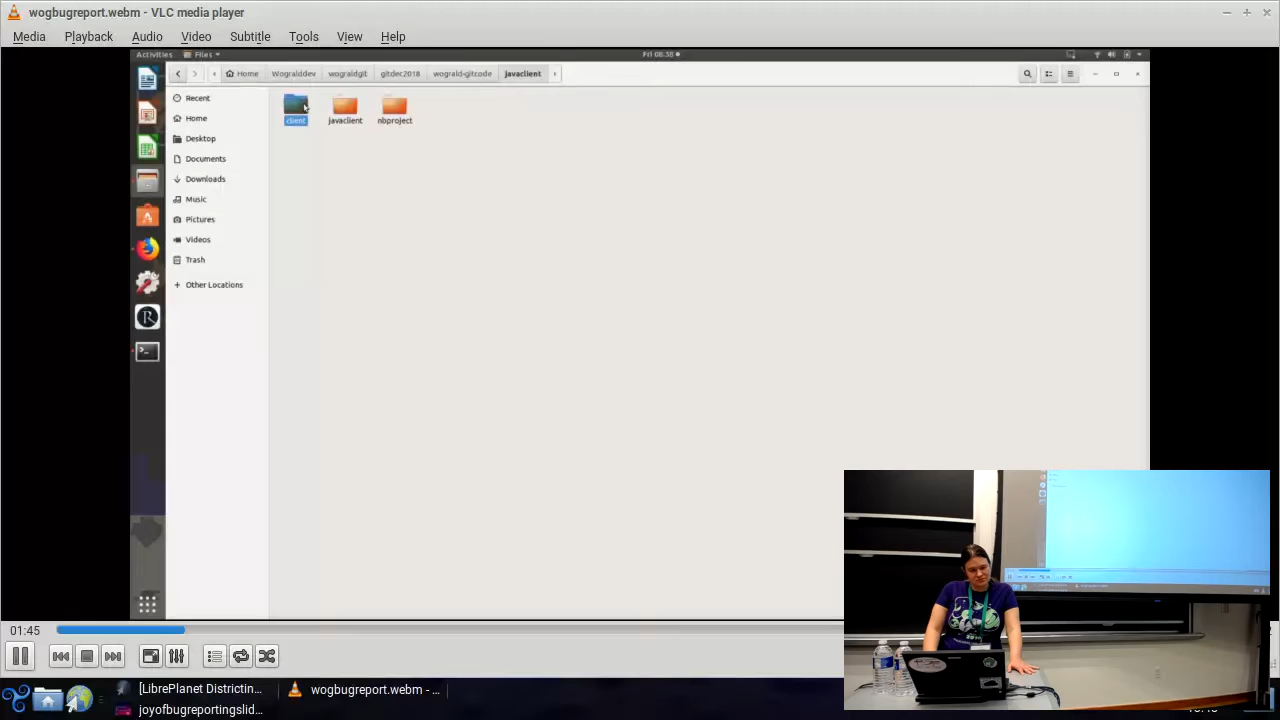 wogbugreport.webm - VLC media player
Media Playback Audio Video Subtitle Tools View Help
Activities Files Fri 08:38
Home Wogralddev wograldgit gitdec2018 wograld-gitcode javaclient
Recent
Home
Desktop
Documents
Downloads
Music
Pictures
Videos
Trash
Other Locations
client javaclient nbproject
01:45
[LibrePlanet Districtin...
joyofbugreportingslid...
wogbugreport.webm - ...